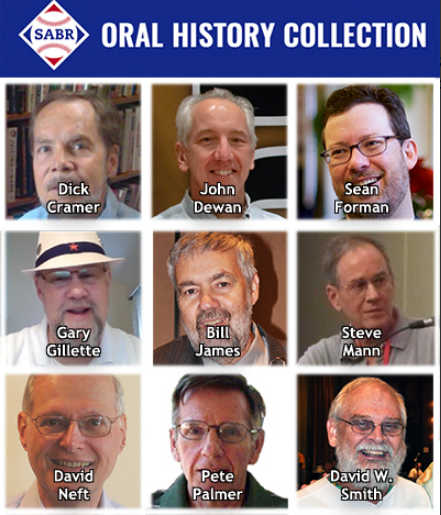 SABR ORAL HISTORY COLLECTION
Dick
Cramer
John
Dewan
Sean
Forman
Gary
Gillette
Bill
James
Steve
Mann
David
Neft
Pete
Palmer
David W.
Smith